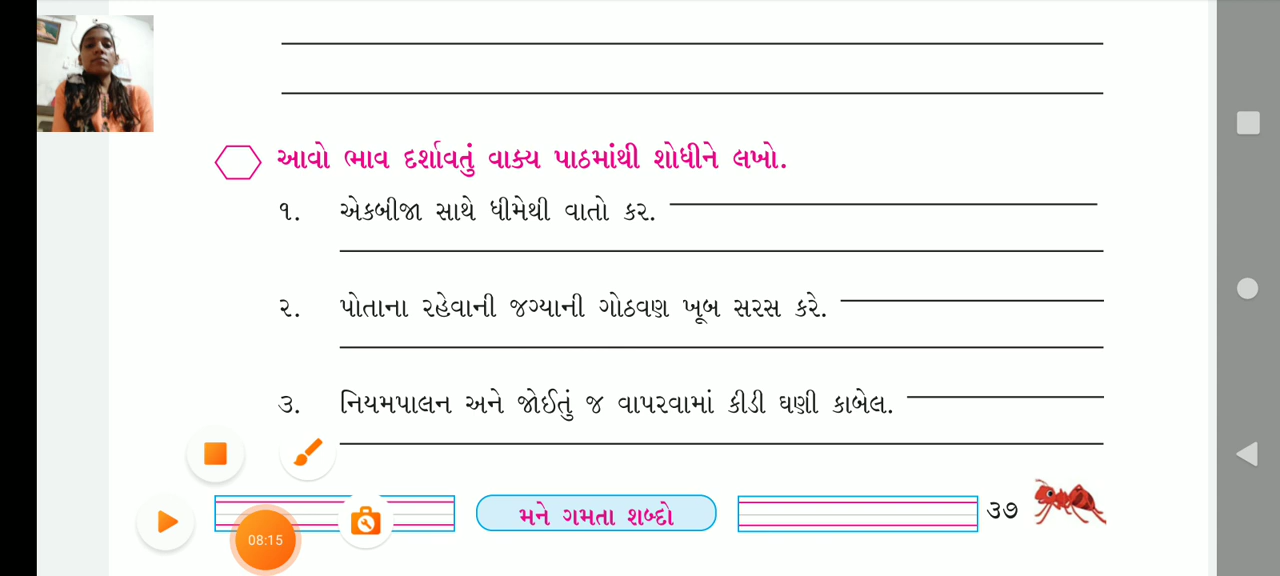 આવો ભાવ દર્શાવતું વાક્ય પાઠમાંથી શોધીને લખો.
૧. એકબીજા સાથે ધીમેથી વાતો કર.
૨. પોતાના રહેવાની જગ્યાની ગોઠવણ ખૂબ સરસ કરે.
૩. નિયમપાલન અને જોઈતું જ વાપરવામાં કીડી ઘણી કાબેલ.
મને ગમતા શબ્દો
૩૭
08:15